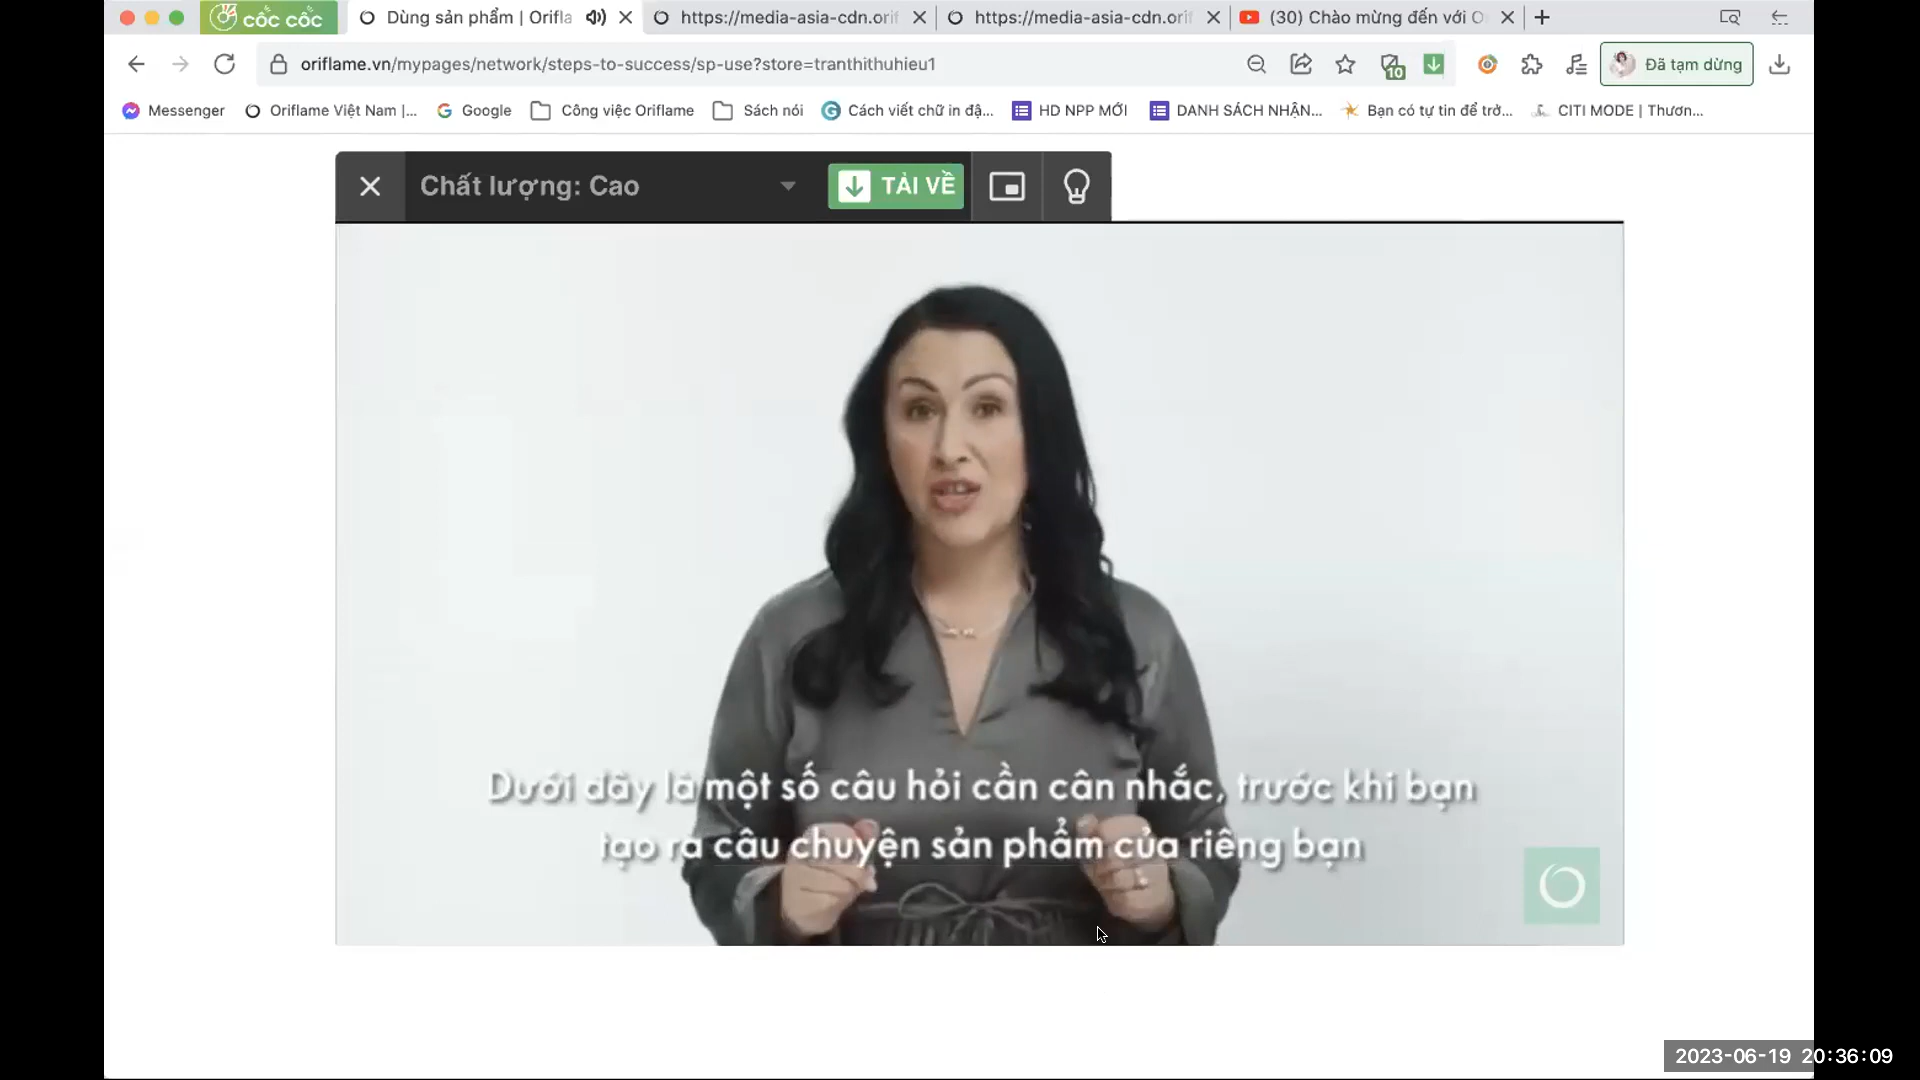 cốc cốc
Dùng sản phẩm | Orifla
https://media-asia-cdn.orif
https://media-asia-cdn.orif
(30) Chào mừng đến với O
oriflame.vn/mypages/network/steps-to-success/sp-use?store=tranthithuhieu1
10
Đã tạm dừng
Messenger
Oriflame Việt Nam |...
Google
Công việc Oriflame
Sách nói
Cách viết chữ in đậ...
HD NPP MỚI
DANH SÁCH NHẬN...
Bạn có tự tin để trở...
CITI MODE | Thươn...
Chất lượng: Cao
TẢI VỀ
Dưới đây là một số câu hỏi cần cân nhắc, trước khi bạn
tạo ra câu chuyện sản phẩm của riêng bạn
2023-06-19 20:36:09